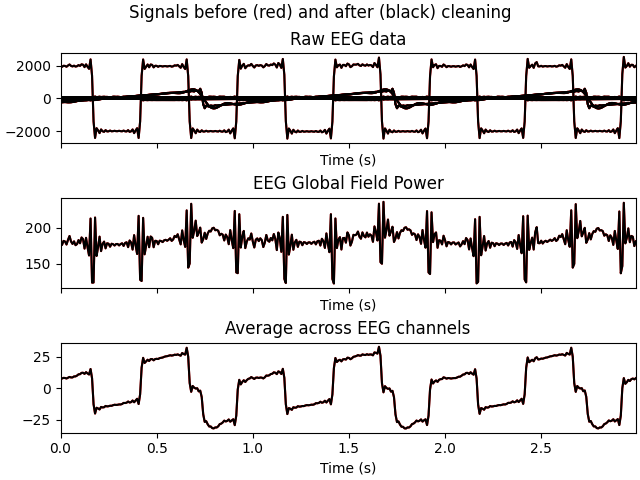 Signals before (red) and after (black) cleaning
Raw EEG data
2000
0
−2000
Time (s)
EEG Global Field Power
200
150
Time (s)
Average across EEG channels
25
0
−25
0.0 0.5 1.0 1.5 2.0 2.5
Time (s)